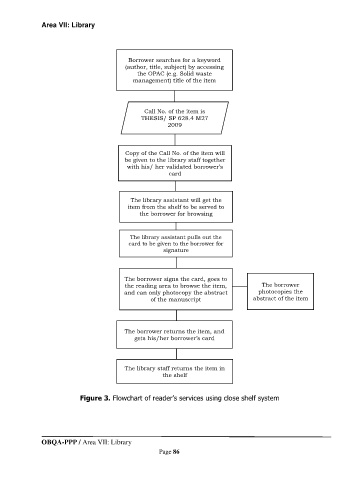 Area VII: Library
Borrower searches for a keyword
(author, title, subject) by accessing
the OPAC (e.g. Solid waste
management) title of the item
Call No. of the item is
THESIS/ SP 628.4 M27
2009
Copy of the Call No. of the item will
be given to the library staff together
with his/ her validated borrower's
card
The library assistant will get the
item from the shelf to be served to
the borrower for browsing
The library assistant pulls out the
card to be given to the borrower for
signature
The borrower signs the card, goes to
the reading area to browse the item,
and can only photocopy the abstract
of the manuscript
The borrower
photocopies the
abstract of the item
The borrower returns the item, and
gets his/her borrower's card
The library staff returns the item in
the shelf
Figure 3. Flowchart of reader's services using close shelf system
OBQA-PPP / Area VII: Library
Page 86